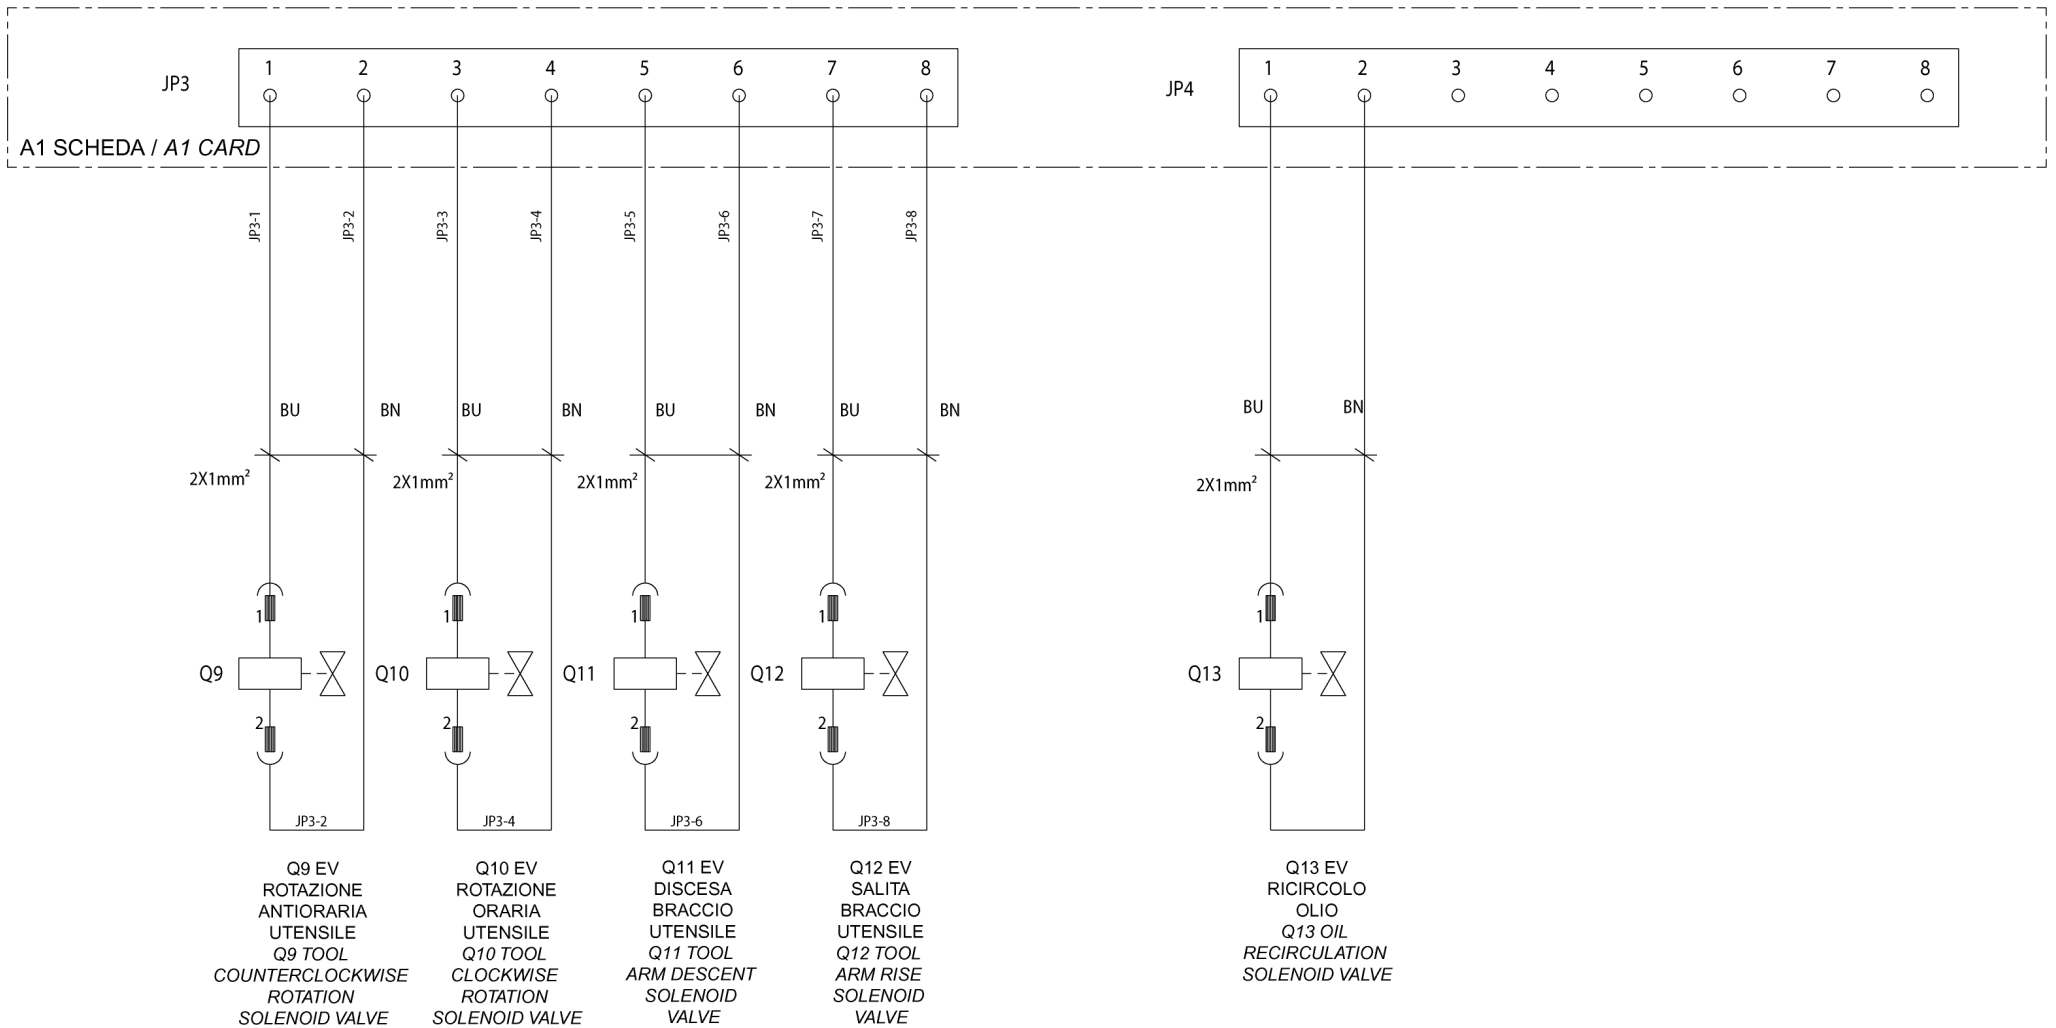 JP3
1 2 3 4 5 6 7 8
JP4
1 2 3 4 5 6 7 8
A1 SCHEDA / A1 CARD
JP3-1
JP3-2
JP3-3
JP3-4
JP3-5
JP3-6
JP3-7
JP3-8
BU BN BU BN BU BN BU BN
BU BN
2X1mm²
2X1mm²
2X1mm²
2X1mm²
2X1mm²
1 1 1 1 1
Q9 Q10 Q11 Q12 Q13
2 2 2 2 2
JP3-2 JP3-4 JP3-6 JP3-8
Q9 EV
ROTAZIONE
ANTIORARIA
UTENSILE
Q9 TOOL
COUNTERCLOCKWISE
ROTATION
SOLENOID VALVE
Q10 EV
ROTAZIONE
ORARIA
UTENSILE
Q10 TOOL
CLOCKWISE
ROTATION
SOLENOID VALVE
Q11 EV
DISCESA
BRACCIO
UTENSILE
Q11 TOOL
ARM DESCENT
SOLENOID
VALVE
Q12 EV
SALITA
BRACCIO
UTENSILE
Q12 TOOL
ARM RISE
SOLENOID
VALVE
Q13 EV
RICIRCOLO
OLIO
Q13 OIL
RECIRCULATION
SOLENOID VALVE